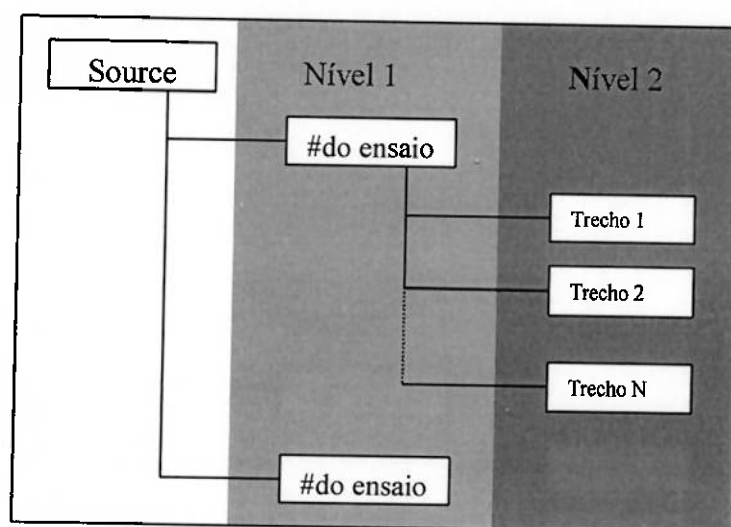 Source
Nível 1
Nível 2
#do ensaio
Trecho 1
Trecho 2
Trecho N
#do ensaio